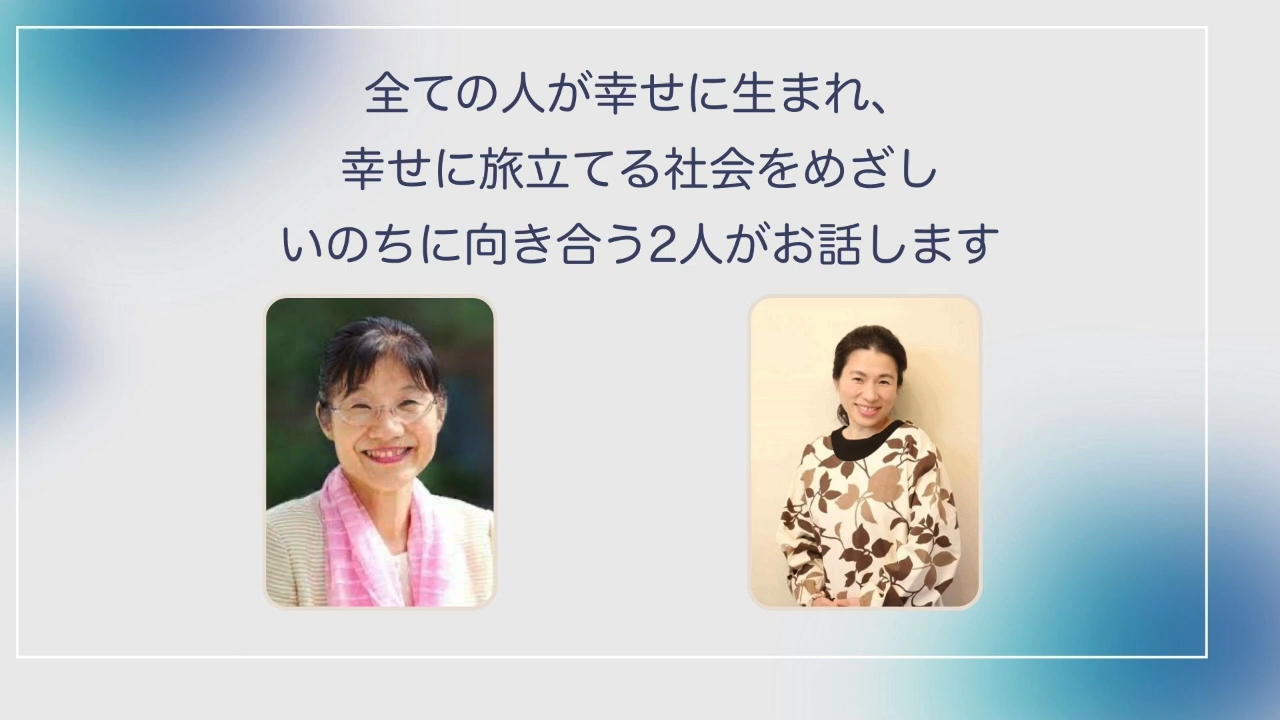 全ての人が幸せに生まれ、
幸せに旅立てる社会をめざし
いのちに向き合う2人がお話します